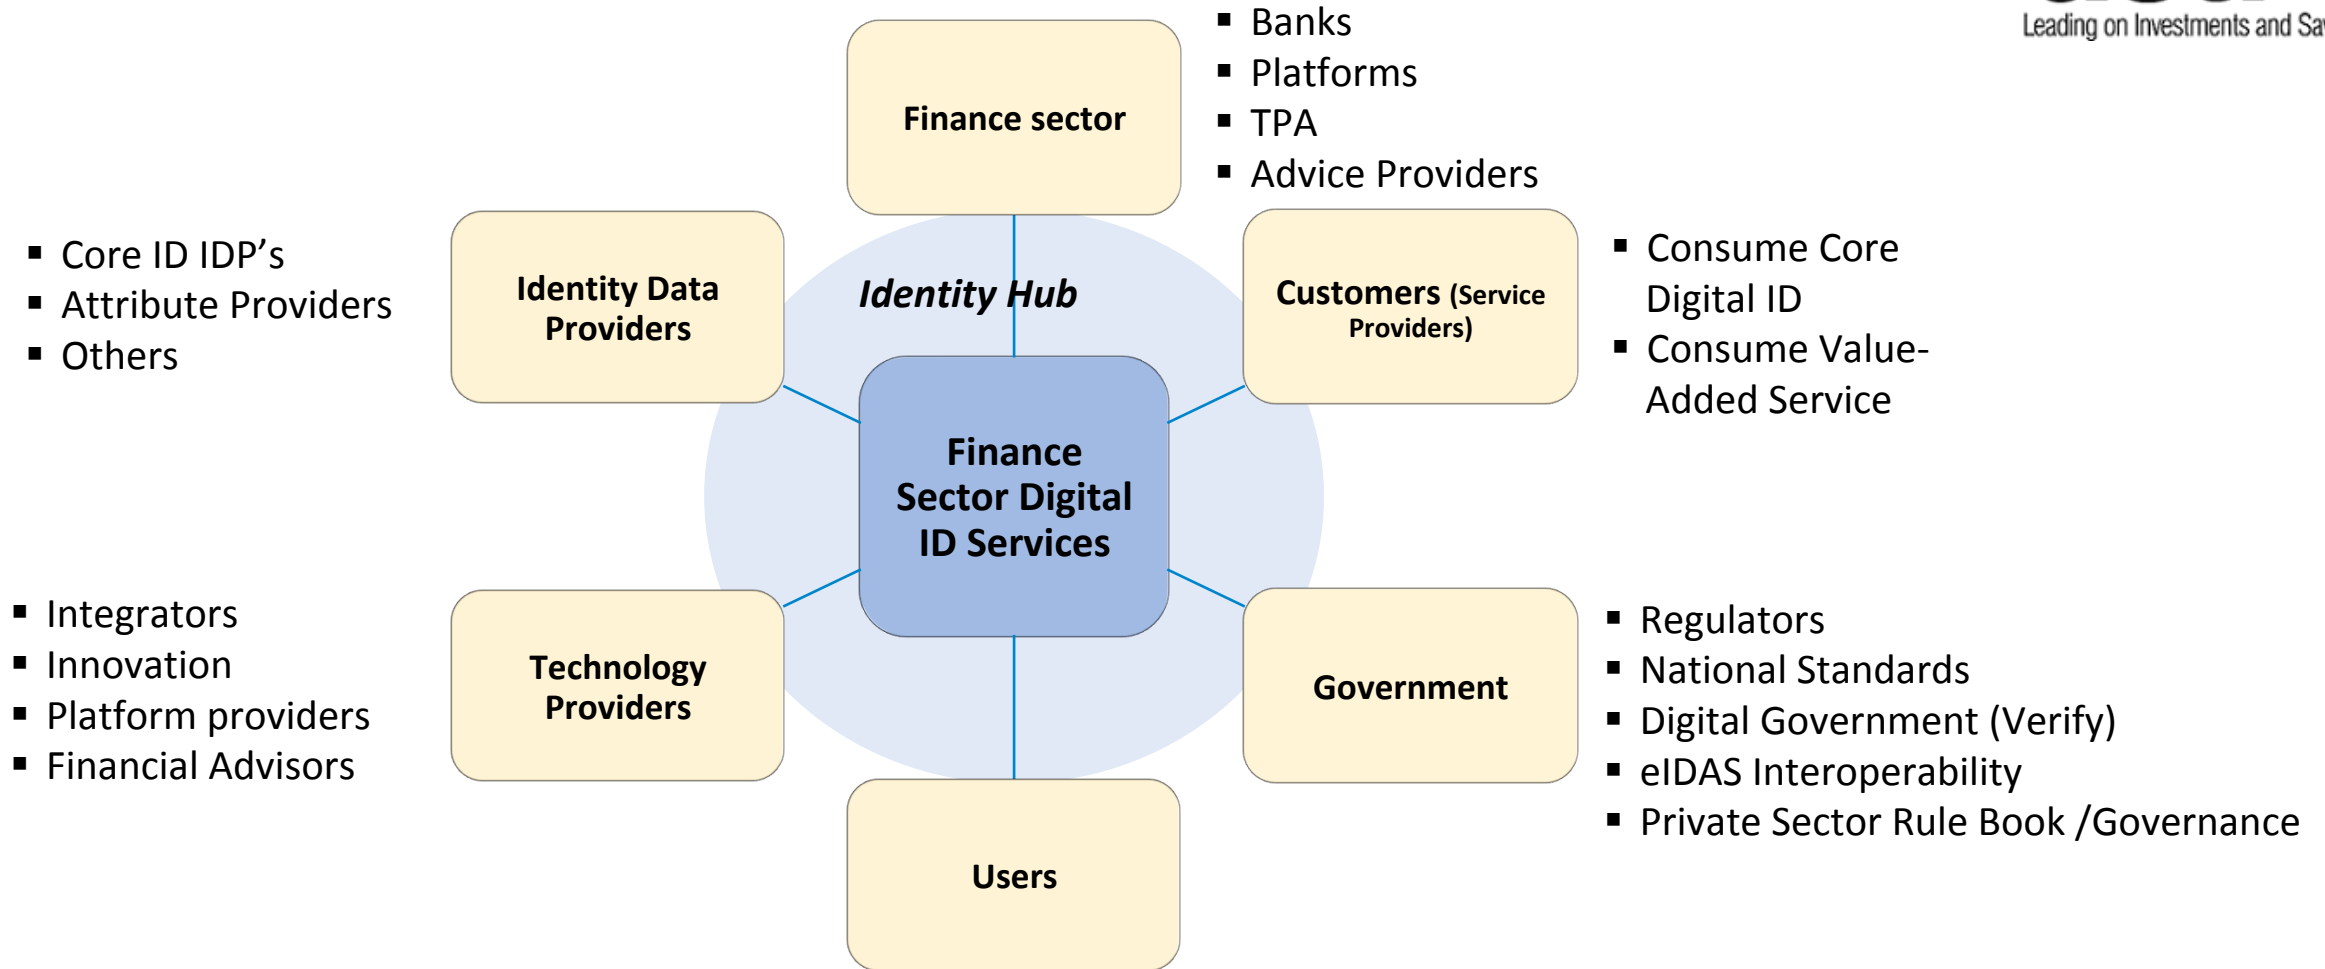 Leading on Investments and
▪ Banks
▪ Platforms
▪ TPA
▪ Advice Providers
Finance sector
▪ Core ID IDP’s
▪ Attribute Providers
▪ Others
Identity Data
Providers
Identity Hub
Customers (Service
Providers)
▪ Consume Core
Digital ID
▪ Consume Value-
Added Service
Finance
Sector Digital
ID Services
▪ Integrators
▪ Innovation
▪ Platform providers
▪ Financial Advisors
Technology
Providers
Government
▪ Regulators
▪ National Standards
▪ Digital Government (Verify)
▪ eIDAS Interoperability
▪ Private Sector Rule Book /Governance
Users